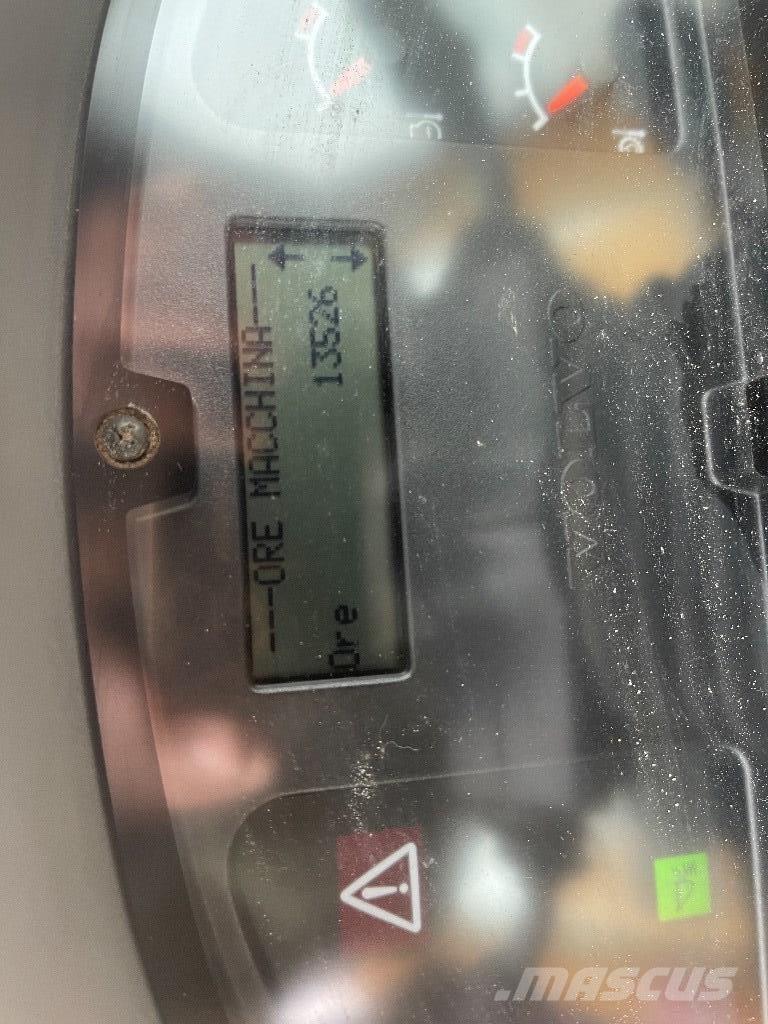 ---ORE MACCHINA---
Ore 13526
VOLVO
.MASCUS